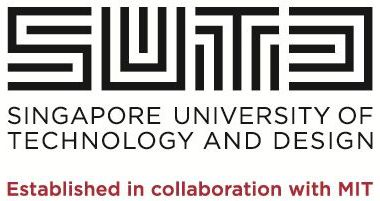 SUTD
SINGAPORE UNIVERSITY OF
TECHNOLOGY AND DESIGN
Established in collaboration with MIT